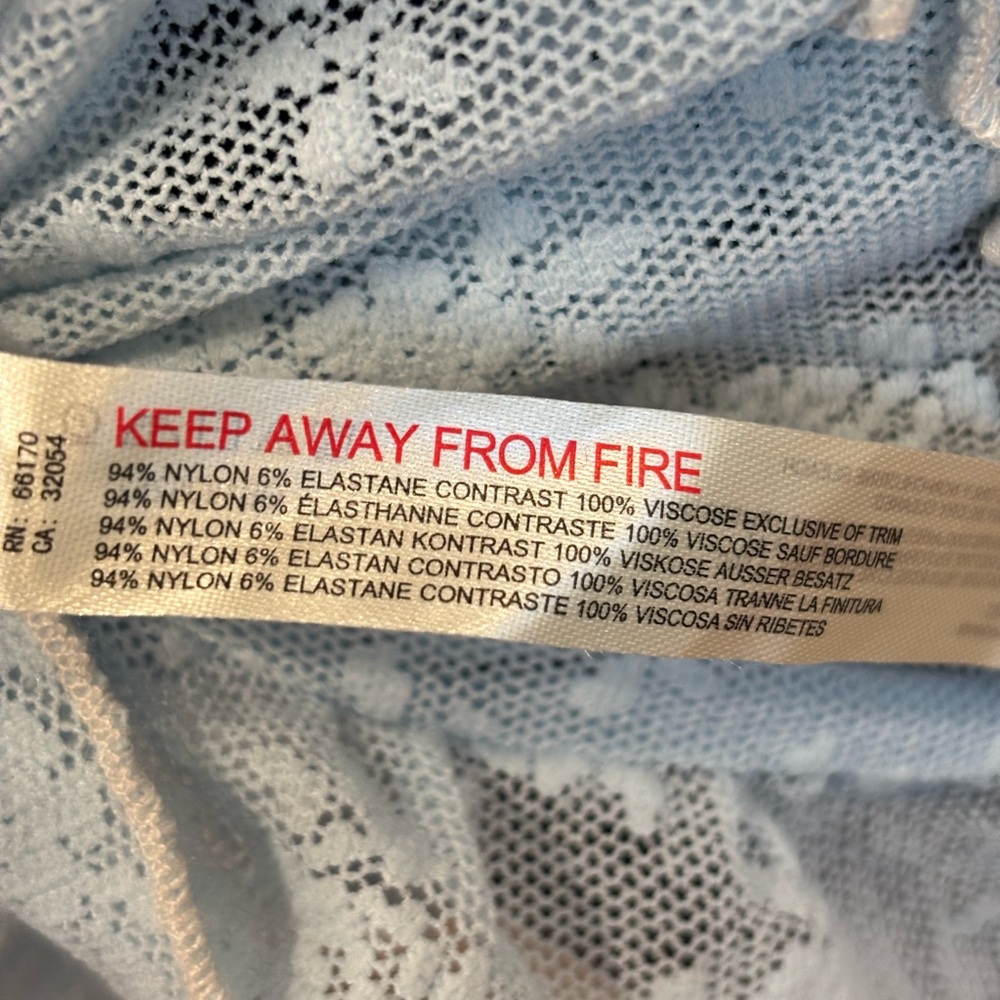 RN: 66170
CA: 32054
KEEP AWAY FROM FIRE
94% NYLON 6% ELASTANE CONTRAST 100% VISCOSE EXCLUSIVE OF TRIM
94% NYLON 6% ÉLASTHANNE CONTRASTE 100% VISCOSE SAUF BORDURE
94% NYLON 6% ELASTAN KONTRAST 100% VISKOSE AUSSER BESATZ
94% NYLON 6% ELASTAN CONTRASTO 100% VISCOSA TRANNE LA FINITURA
94% NYLON 6% ELASTANE CONTRASTE 100% VISCOSA SIN RIBETES